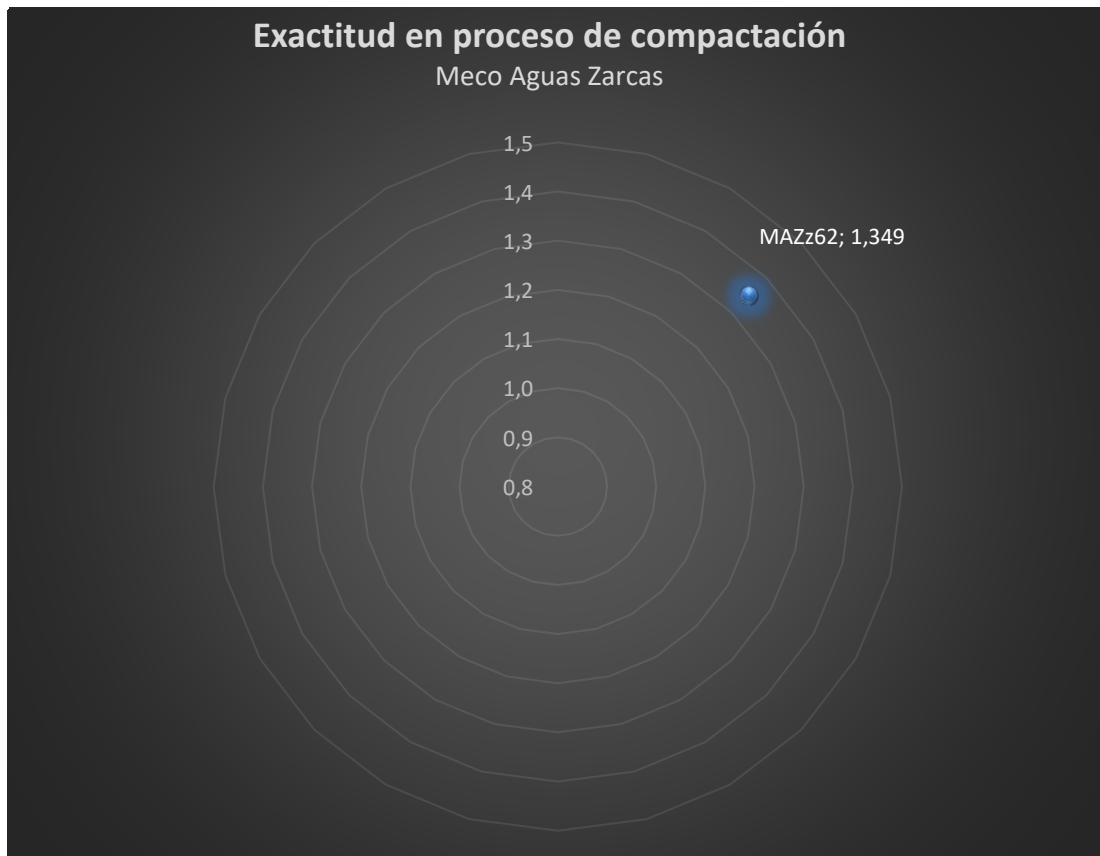 Exactitud en proceso de compactación
Meco Aguas Zarcas
1,5
1,4
MAZz62; 1,349
1,3
1,2
1,1
1,0
0,9
0,8